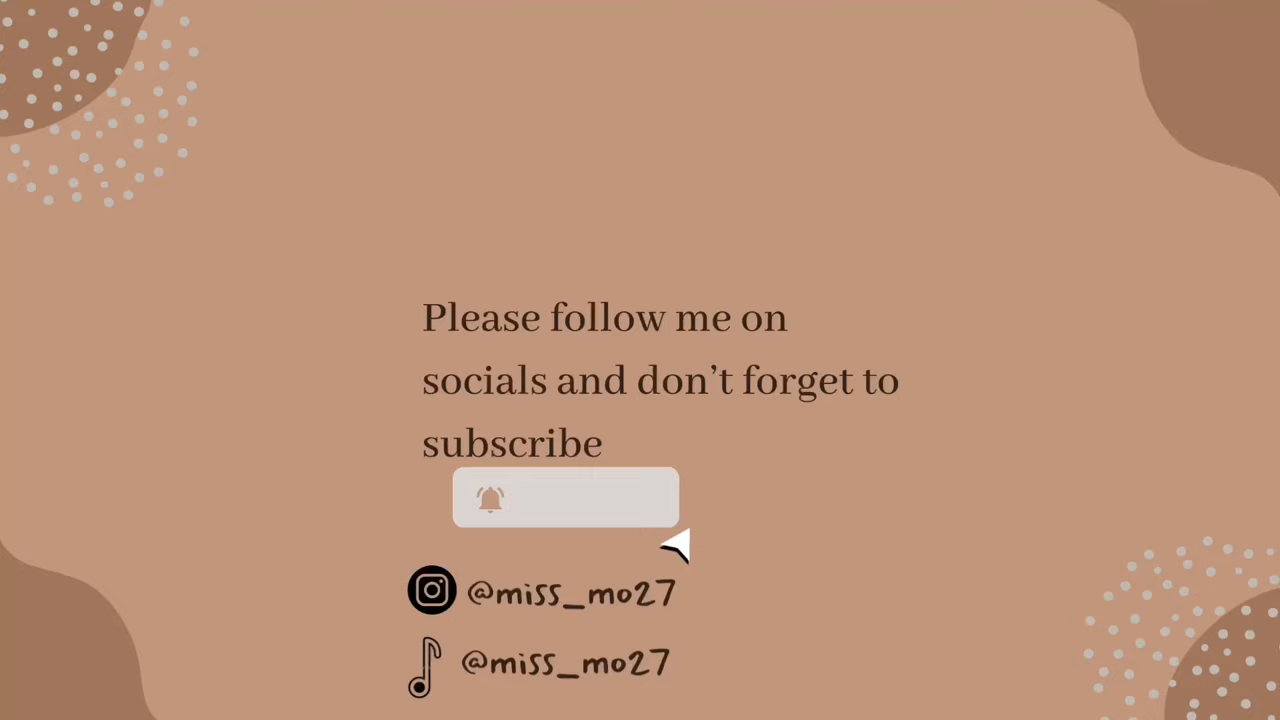 Please follow me on
socials and don’t forget to
subscribe
@miss_mo27
@miss_mo27